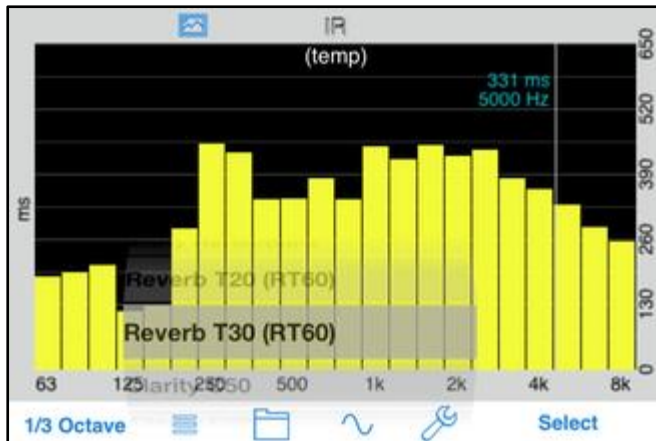 IR
(temp)
331 ms
5000 Hz
650
520
390
260
130
0
ms
Reverb T20 (RT60)
Reverb T30 (RT60)
63
125
250
500
1k
2k
4k
8k
1/3 Octave
Select